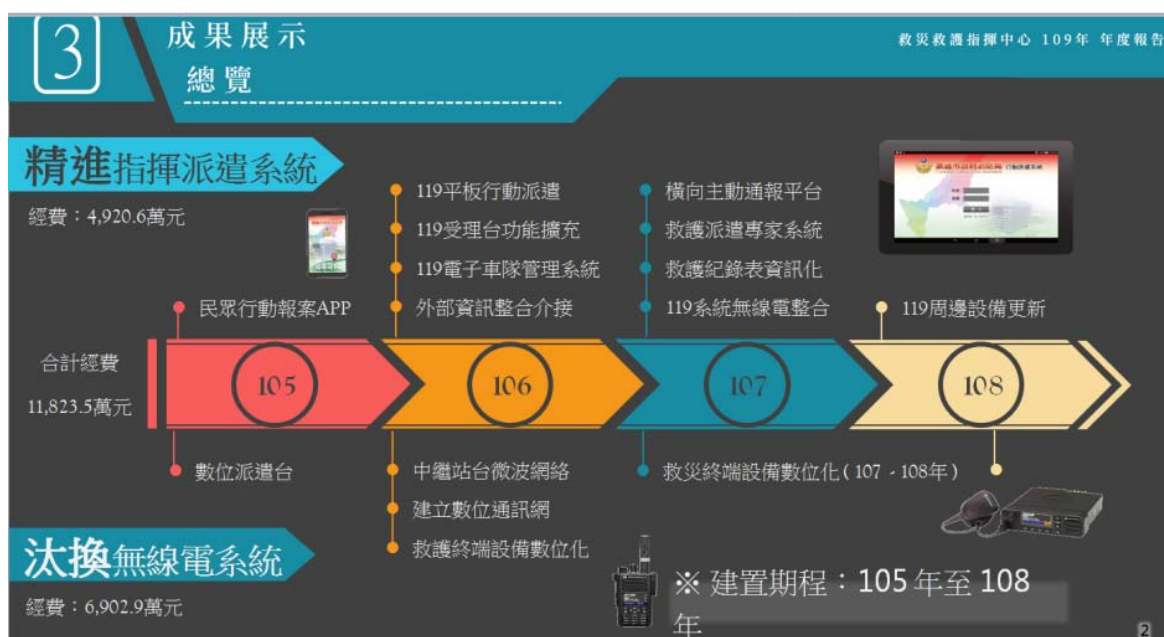 3
成果展示
總覽
救災救護指揮中心 109年 年度報告
精進指揮派遣系統
經費：4,920.6萬元
119平板行動派遣
119受理台功能擴充
119電子車隊管理系統
外部資訊整合介接
橫向主動通報平台
救護派遣專家系統
救護紀錄表資訊化
119系統無線電整合
民眾行動報案APP
119周邊設備更新
合計經費
11,823.5萬元
105
106
107
108
數位派遣台
中繼站台微波網絡
建立數位通訊網
救護終端設備數位化
救災終端設備數位化(107 - 108年)
汰換無線電系統
經費：6,902.9萬元
※ 建置期程：105 年至 108
年
2